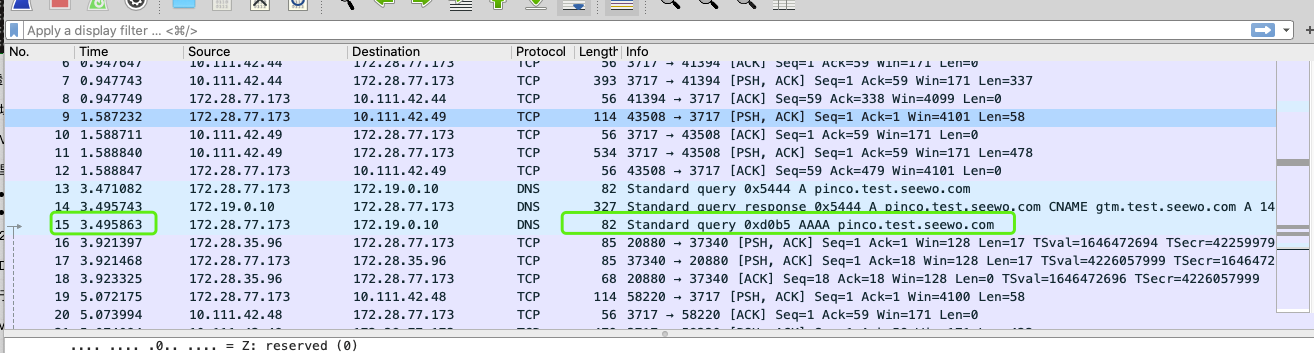 Apply a display filter ... <⌘/>
No. Time Source Destination Protocol Length Info
6 0.947647 10.111.42.44 172.28.77.173 TCP 56 3717 → 41394 [ACK] Seq=1 Ack=59 Win=171 Len=0
7 0.947743 10.111.42.44 172.28.77.173 TCP 393 3717 → 41394 [PSH, ACK] Seq=1 Ack=59 Win=171 Len=337
8 0.947749 172.28.77.173 10.111.42.44 TCP 56 41394 → 3717 [ACK] Seq=59 Ack=338 Win=4099 Len=0
9 1.587232 172.28.77.173 10.111.42.49 TCP 114 43508 → 3717 [PSH, ACK] Seq=1 Ack=1 Win=4101 Len=58
10 1.588711 10.111.42.49 172.28.77.173 TCP 56 3717 → 43508 [ACK] Seq=1 Ack=59 Win=171 Len=0
11 1.588840 10.111.42.49 172.28.77.173 TCP 534 3717 → 43508 [PSH, ACK] Seq=1 Ack=59 Win=171 Len=478
12 1.588847 172.28.77.173 10.111.42.49 TCP 56 43508 → 3717 [ACK] Seq=59 Ack=479 Win=4101 Len=0
13 3.471082 172.28.77.173 172.19.0.10 DNS 82 Standard query 0x5444 A pinco.test.seewo.com
14 3.495743 172.19.0.10 172.28.77.173 DNS 327 Standard query response 0x5444 A pinco.test.seewo.com CNAME gtm.test.seewo.com A 14
15 3.495863 172.28.77.173 172.19.0.10 DNS 82 Standard query 0xd0b5 AAAA pinco.test.seewo.com
16 3.921397 172.28.35.96 172.28.77.173 TCP 85 20880 → 37340 [PSH, ACK] Seq=1 Ack=1 Win=128 Len=17 TSval=1646472694 TSecr=42259979
17 3.921468 172.28.77.173 172.28.35.96 TCP 85 37340 → 20880 [PSH, ACK] Seq=1 Ack=18 Win=128 Len=17 TSval=4226057999 TSecr=1646472
18 3.923325 172.28.35.96 172.28.77.173 TCP 68 20880 → 37340 [ACK] Seq=18 Ack=18 Win=128 Len=0 TSval=1646472696 TSecr=4226057999
19 5.072175 172.28.77.173 10.111.42.48 TCP 114 58220 → 3717 [PSH, ACK] Seq=1 Ack=1 Win=4100 Len=58
20 5.073994 10.111.42.48 172.28.77.173 TCP 56 3717 → 58220 [ACK] Seq=1 Ack=59 Win=171 Len=0
.... .... .0.. .... = Z: reserved (0)